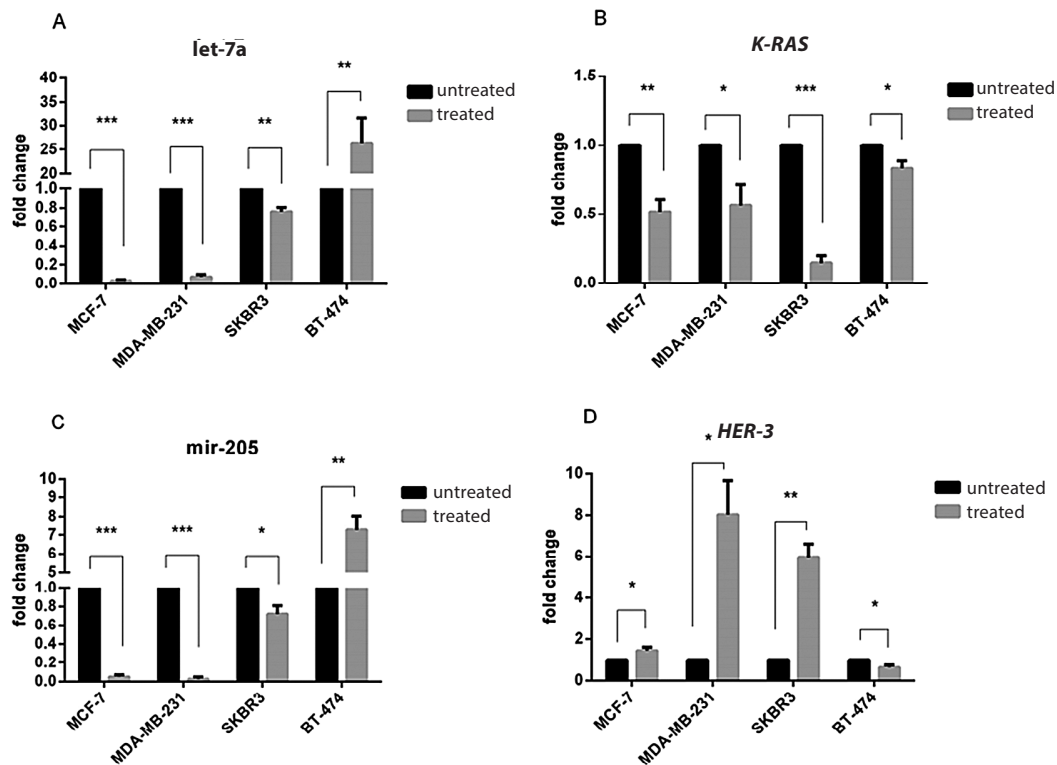 A
let-7a
fold change
40
35
30
25
20
1.0
0.8
0.6
0.4
0.2
0.0
***
***
**
**
MCF-7
MDA-MB-231
SKBR3
BT-474
untreated
treated
B
K-RAS
fold change
1.5
1.0
0.5
0.0
**
*
***
*
MCF-7
MDA-MB-231
SKBR3
BT-474
untreated
treated
C
mir-205
fold change
10
9
8
7
6
5
1.0
0.8
0.6
0.4
0.2
0.0
***
***
*
**
MCF-7
MDA-MB-231
SKBR3
BT-474
untreated
treated
D
HER-3
fold change
10
8
6
4
2
0
*
*
**
*
MCF-7
MDA-MB-231
SKBR3
BT-474
untreated
treated